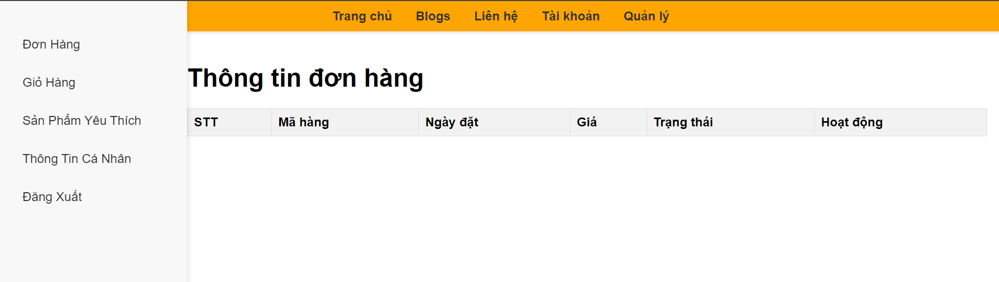 Trang chủ Blogs Liên hệ Tài khoản Quản lý
Đơn Hàng
Giỏ Hàng
Sản Phẩm Yêu Thích
Thông Tin Cá Nhân
Đăng Xuất
Thông tin đơn hàng
STT Mã hàng Ngày đặt Giá Trạng thái Hoạt động